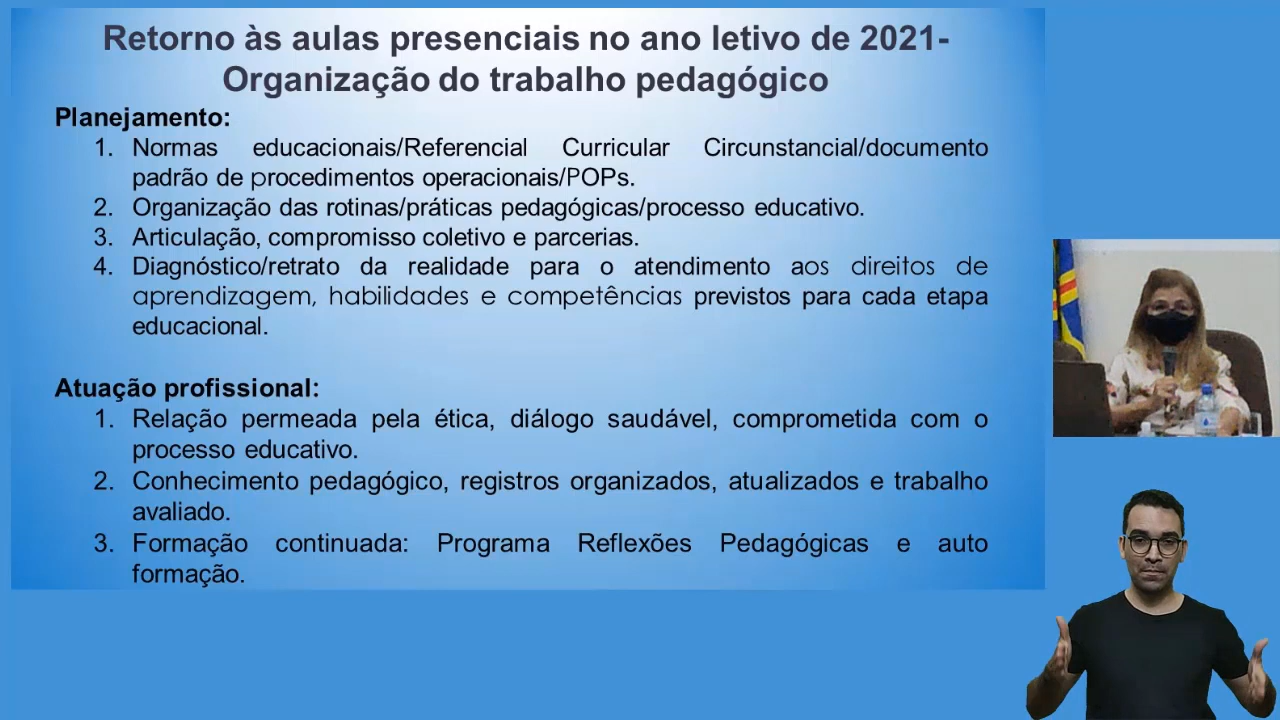 Retorno às aulas presenciais no ano letivo de 2021-
Organização do trabalho pedagógico
Planejamento:
1. Normas educacionais/Referencial Curricular Circunstancial/documento
padrão de procedimentos operacionais/POPs.
2. Organização das rotinas/práticas pedagógicas/processo educativo.
3. Articulação, compromisso coletivo e parcerias.
4. Diagnóstico/retrato da realidade para o atendimento aos direitos de
aprendizagem, habilidades e competências previstos para cada etapa
educacional.
Atuação profissional:
1. Relação permeada pela ética, diálogo saudável, comprometida com o
processo educativo.
2. Conhecimento pedagógico, registros organizados, atualizados e trabalho
avaliado.
3. Formação continuada: Programa Reflexões Pedagógicas e auto
formação.